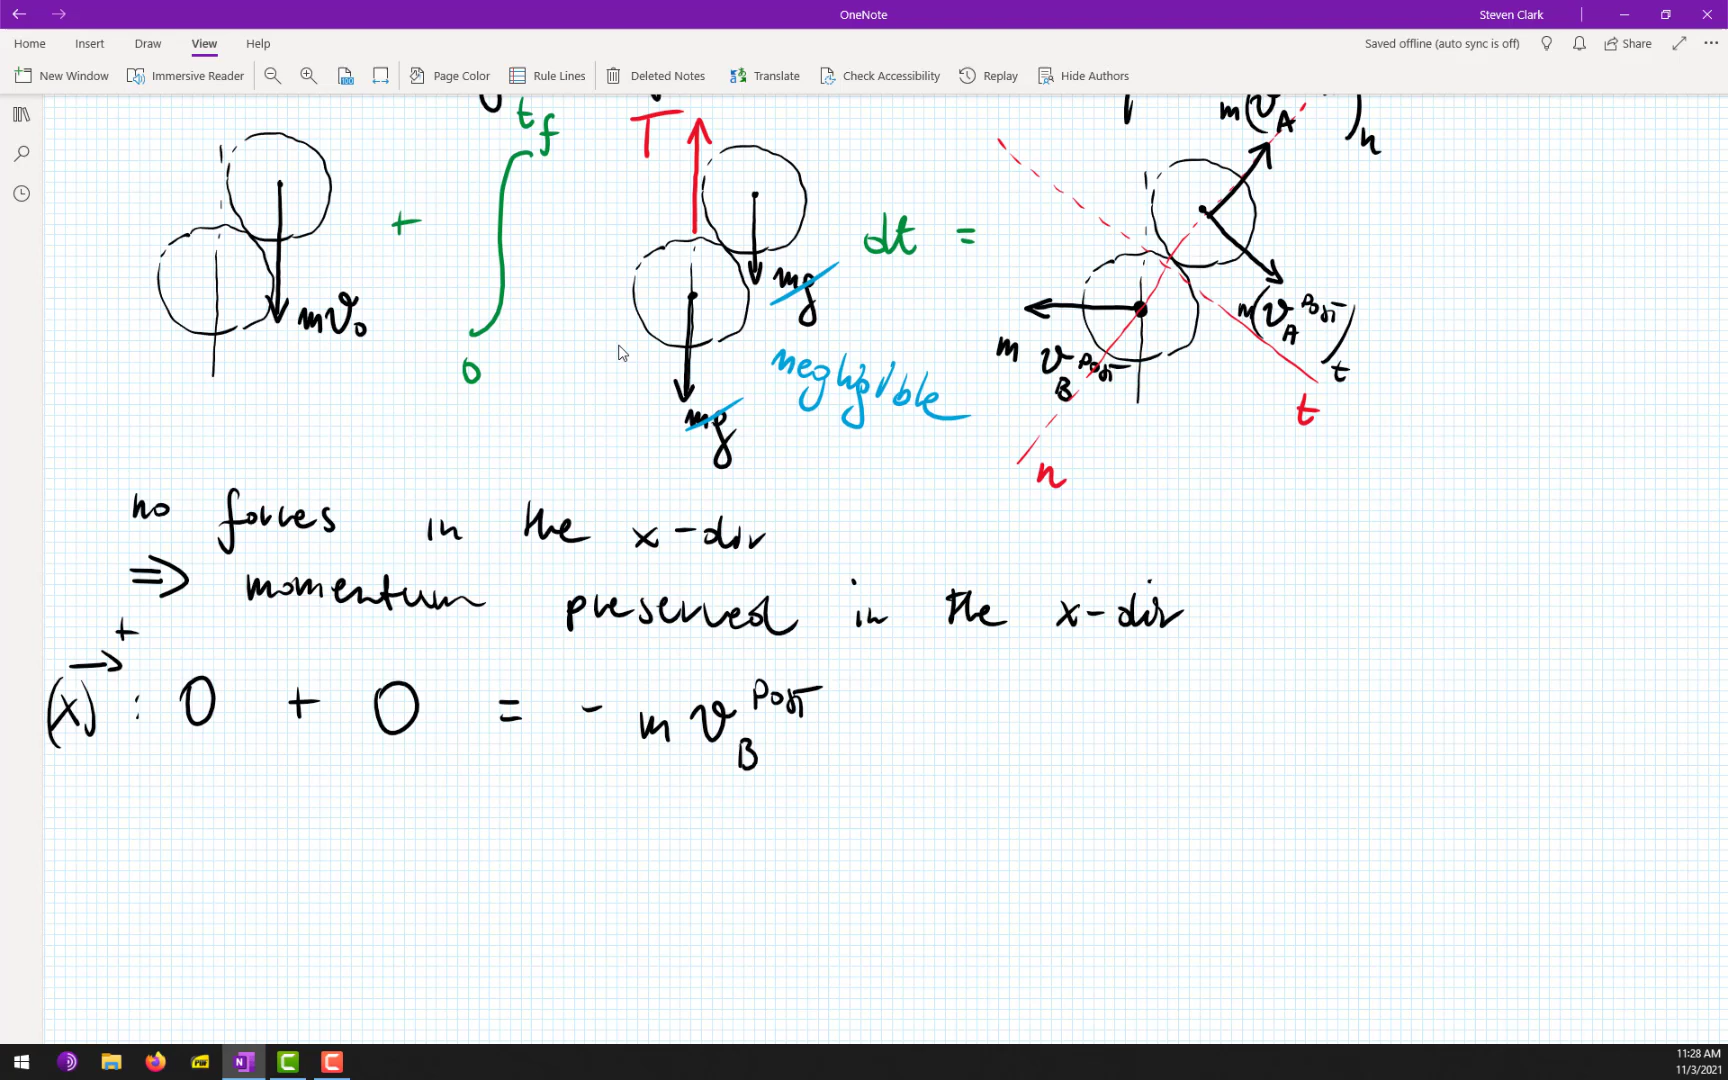 OneNote
Steven Clark
Home Insert Draw View Help
Saved offline (auto sync is off) Share
New Window Immersive Reader Page Color Rule Lines Deleted Notes Translate Check Accessibility Replay Hide Authors
t_f
T
m(v_A )_n
+
dt =
mg
mv_0
m(v_A^Post)_t
0
m v_B^Post
negligible
t
mg
n
no forces in the x-dir
=> momentum preserved in the x-dir
+
(x) : 0 + 0 = - m v_B^Post
11:28 AM
11/3/2021